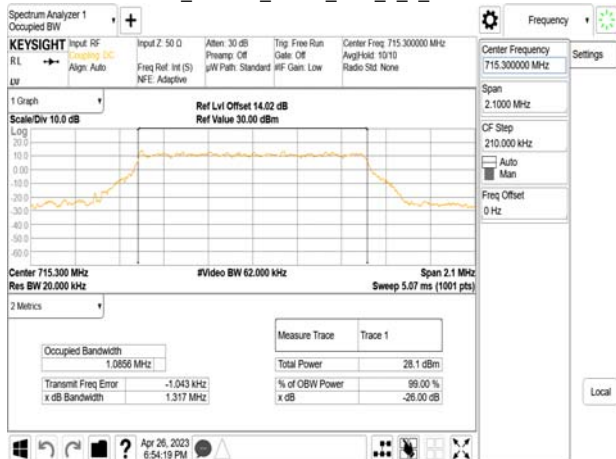 Spectrum Analyzer 1
Occupied BW
+
Frequency
KEYSIGHT
RL
Input: RF
Coupling: DC
Align: Auto
Input Z: 50 Ω
Freq Ref: Int (S)
NFE: Adaptive
Atten: 30 dB
Preamp: Off
µW Path: Standard
Trig: Free Run
Gate: Off
#IF Gain: Low
Center Freq: 715.300000 MHz
Avg|Hold: 10/10
Radio Std: None
Center Frequency
715.300000 MHz
Settings
Span
2.1000 MHz
CF Step
210.000 kHz
Auto
Man
Freq Offset
0 Hz
1 Graph
Scale/Div 10.0 dB
Ref Lvl Offset 14.02 dB
Ref Value 30.00 dBm
Log
20.0
10.0
0.00
-10.0
-20.0
-30.0
-40.0
-50.0
-60.0
Center 715.300 MHz
Res BW 20.000 kHz
#Video BW 62.000 kHz
Span 2.1 MHz
Sweep 5.07 ms (1001 pts)
2 Metrics
Measure Trace Trace 1
Occupied Bandwidth
1.0856 MHz
Total Power 28.1 dBm
Transmit Freq Error -1.043 kHz
% of OBW Power 99.00 %
x dB Bandwidth 1.317 MHz
x dB -26.00 dB
Local
?
Apr 26, 2023
6:54:19 PM